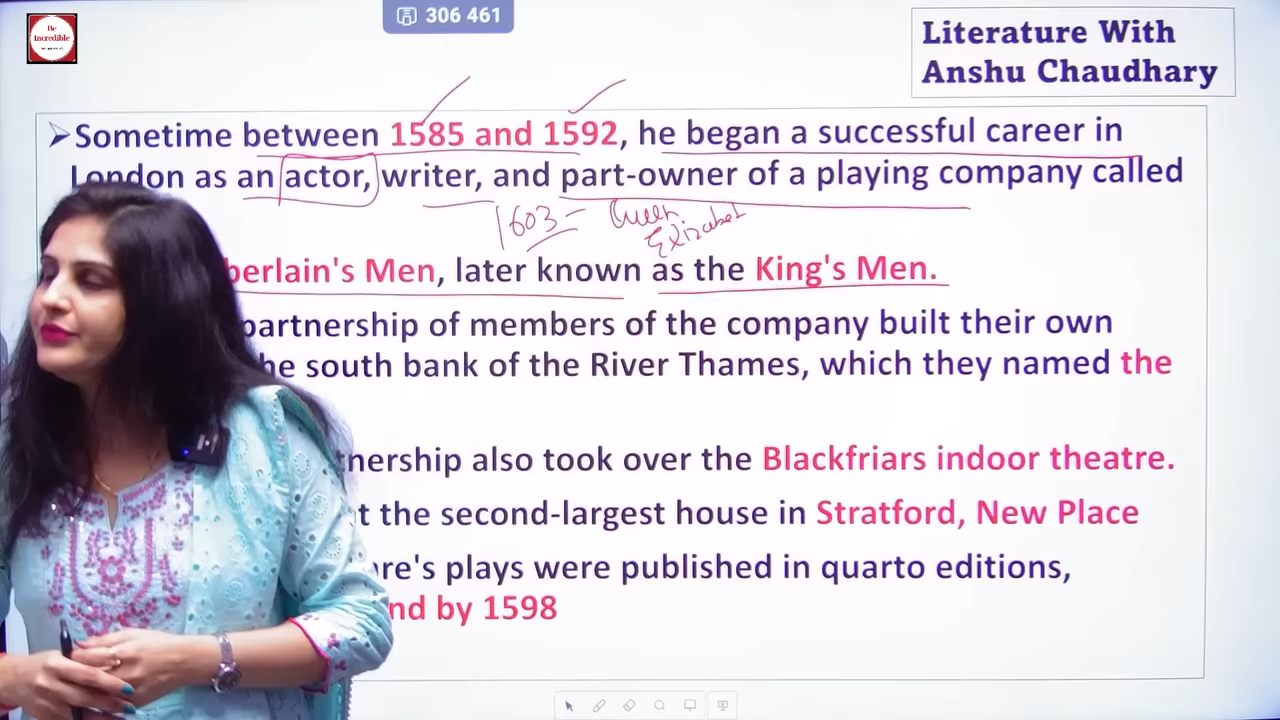 Be
Incredible
306 461
Literature With
Anshu Chaudhary
➢Sometime between 1585 and 1592, he began a successful career in
London as an actor, writer, and part-owner of a playing company called
1603 - Queen
Elizabet
berlain's Men, later known as the King's Men.
partnership of members of the company built their own
he south bank of the River Thames, which they named the
tnership also took over the Blackfriars indoor theatre.
t the second-largest house in Stratford, New Place
re's plays were published in quarto editions,
nd by 1598